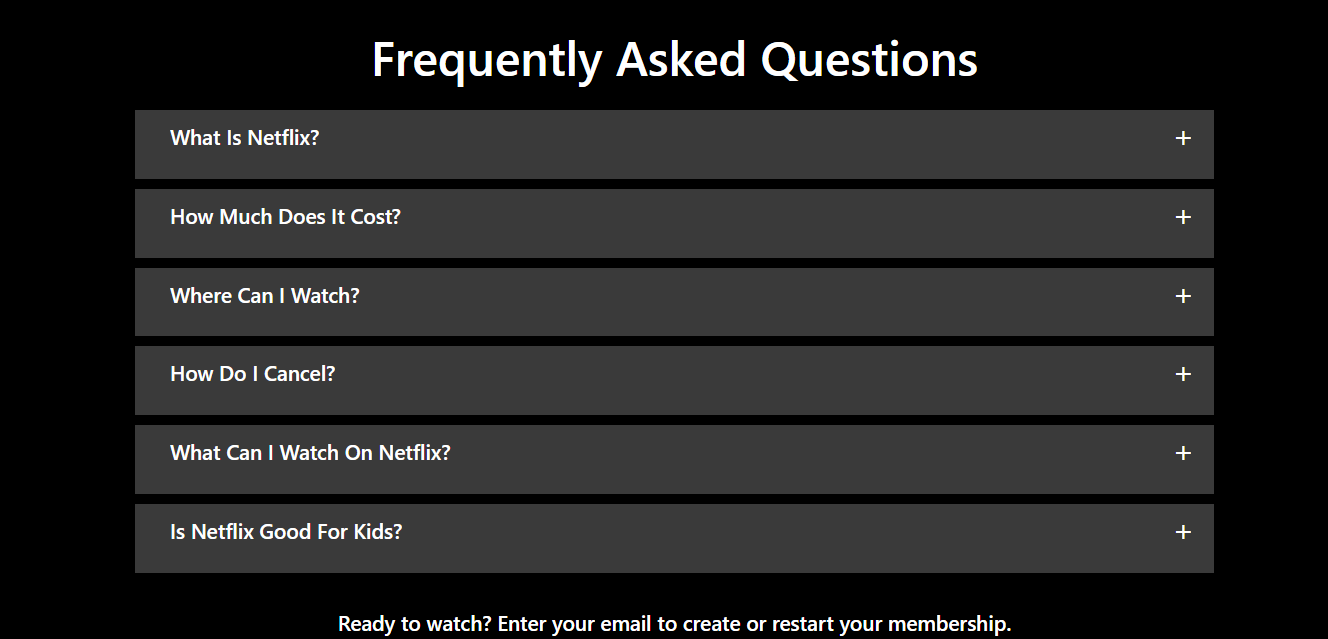 Frequently Asked Questions
What Is Netflix? +
How Much Does It Cost? +
Where Can I Watch? +
How Do I Cancel? +
What Can I Watch On Netflix? +
Is Netflix Good For Kids? +
Ready to watch? Enter your email to create or restart your membership.